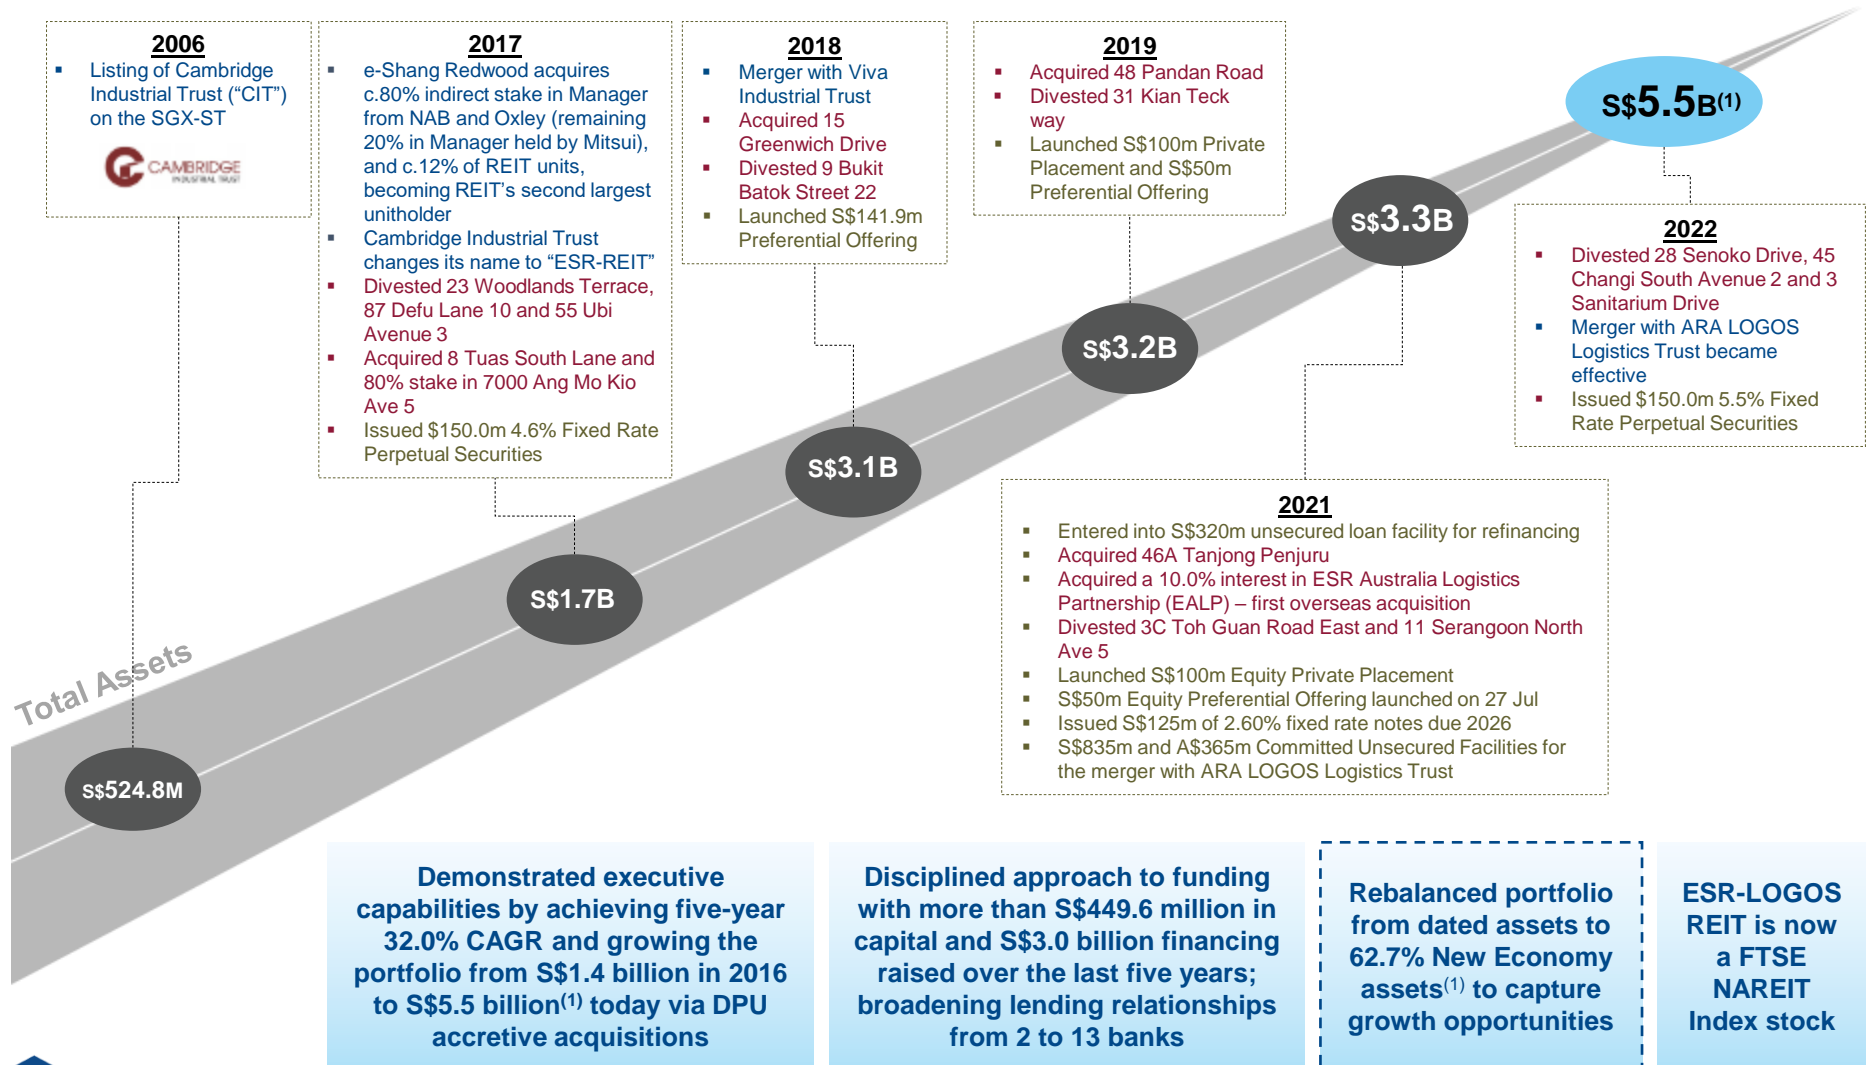 2006
▪ Listing of Cambridge
Industrial Trust (“CIT”)
on the SGX-ST
CAMBRIDGE
INDUSTRIAL TRUST
2017
▪ e-Shang Redwood acquires
c.80% indirect stake in Manager
from NAB and Oxley (remaining
20% in Manager held by Mitsui),
and c.12% of REIT units,
becoming REIT’s second largest
unitholder
▪ Cambridge Industrial Trust
changes its name to “ESR-REIT”
▪ Divested 23 Woodlands Terrace,
87 Defu Lane 10 and 55 Ubi
Avenue 3
▪ Acquired 8 Tuas South Lane and
80% stake in 7000 Ang Mo Kio
Ave 5
▪ Issued $150.0m 4.6% Fixed Rate
Perpetual Securities
2018
▪ Merger with Viva
Industrial Trust
▪ Acquired 15
Greenwich Drive
▪ Divested 9 Bukit
Batok Street 22
▪ Launched S$141.9m
Preferential Offering
2019
▪ Acquired 48 Pandan Road
▪ Divested 31 Kian Teck
way
▪ Launched S$100m Private
Placement and S$50m
Preferential Offering
S$5.5B(1)
S$3.3B
2022
▪ Divested 28 Senoko Drive, 45
Changi South Avenue 2 and 3
Sanitarium Drive
▪ Merger with ARA LOGOS
Logistics Trust became
effective
▪ Issued $150.0m 5.5% Fixed
Rate Perpetual Securities
S$3.2B
S$3.1B
2021
▪ Entered into S$320m unsecured loan facility for refinancing
▪ Acquired 46A Tanjong Penjuru
▪ Acquired a 10.0% interest in ESR Australia Logistics
Partnership (EALP) – first overseas acquisition
▪ Divested 3C Toh Guan Road East and 11 Serangoon North
Ave 5
▪ Launched S$100m Equity Private Placement
▪ S$50m Equity Preferential Offering launched on 27 Jul
▪ Issued S$125m of 2.60% fixed rate notes due 2026
▪ S$835m and A$365m Committed Unsecured Facilities for
the merger with ARA LOGOS Logistics Trust
S$1.7B
Total Assets
S$524.8M
Demonstrated executive
capabilities by achieving five-year
32.0% CAGR and growing the
portfolio from S$1.4 billion in 2016
to S$5.5 billion(1) today via DPU
accretive acquisitions
Disciplined approach to funding
with more than S$449.6 million in
capital and S$3.0 billion financing
raised over the last five years;
broadening lending relationships
from 2 to 13 banks
Rebalanced portfolio
from dated assets to
62.7% New Economy
assets(1) to capture
growth opportunities
ESR-LOGOS
REIT is now
a FTSE
NAREIT
Index stock